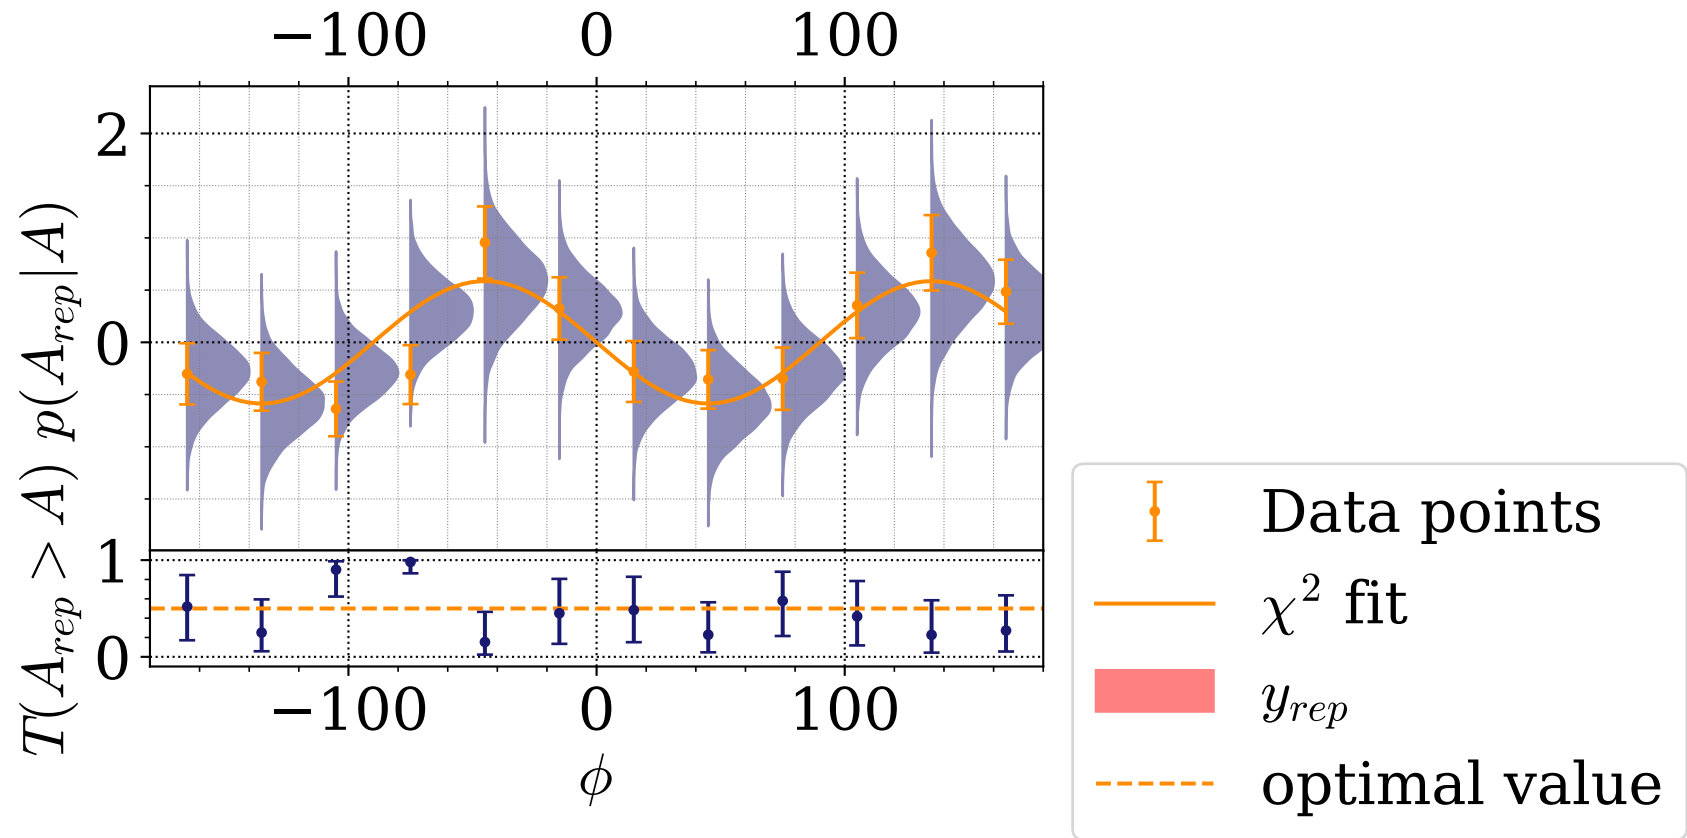 −100 0 100
2
0
p(A_rep|A)
1
0
T(A_rep > A)
−100 0 100
ϕ
Data points
χ² fit
y_rep
optimal value